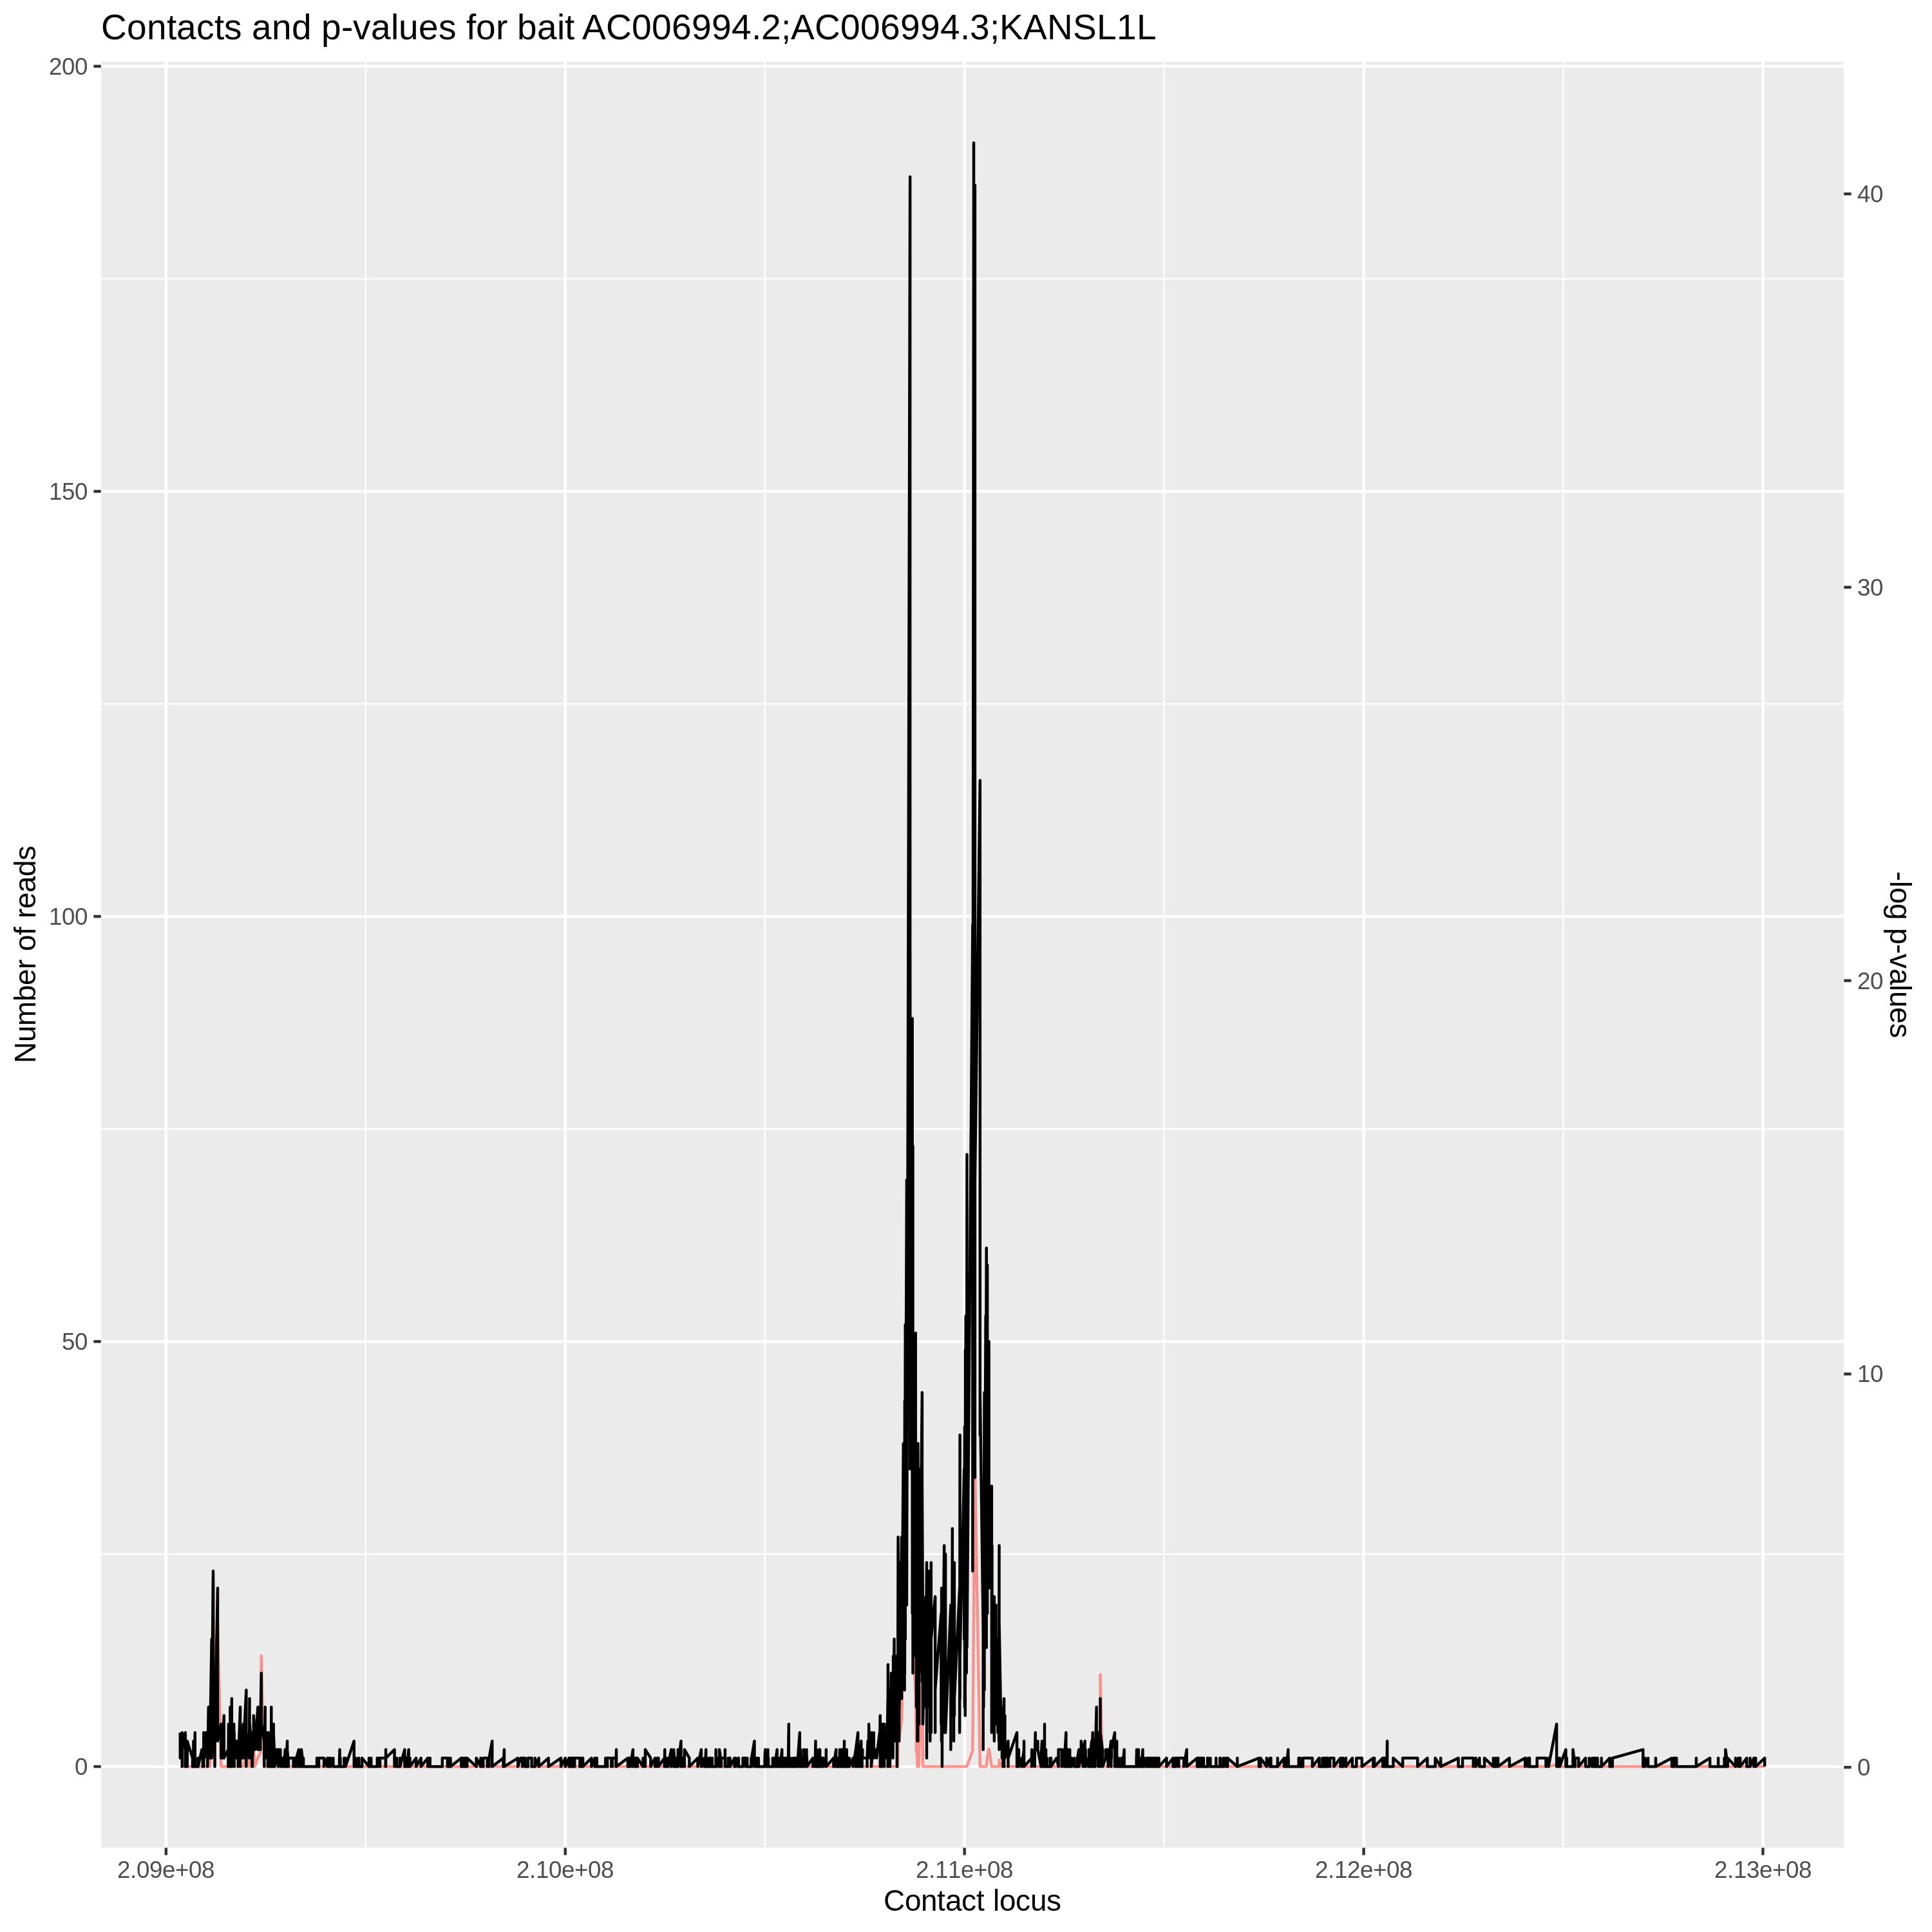 Contacts and p-values for bait AC006994.2;AC006994.3;KANSL1L
200
150
100
50
0
Number of reads
40
30
20
10
0
-log p-values
2.09e+08
2.10e+08
2.11e+08
2.12e+08
2.13e+08
Contact locus